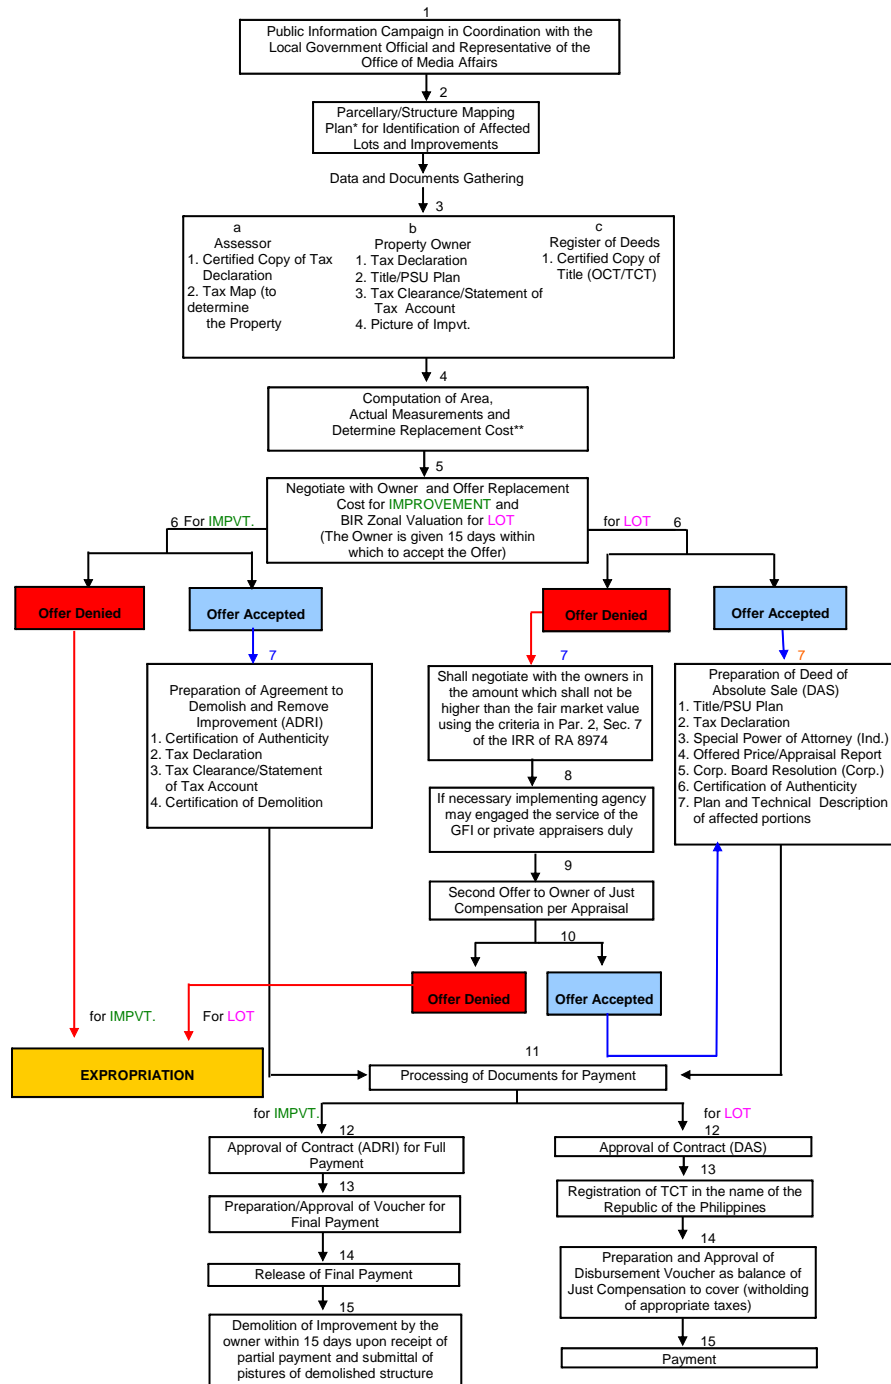 1
Public Information Campaign in Coordination with the
Local Government Official and Representative of the
Office of Media Affairs
2
Parcellary/Structure Mapping
Plan* for Identification of Affected
Lots and Improvements
Data and Documents Gathering
3
a
Assessor
1. Certified Copy of Tax
Declaration
2. Tax Map (to
determine
the Property
b
Property Owner
1. Tax Declaration
2. Title/PSU Plan
3. Tax Clearance/Statement of
Tax Account
4. Picture of Impvt.
c
Register of Deeds
1. Certified Copy of
Title (OCT/TCT)
4
Computation of Area,
Actual Measurements and
Determine Replacement Cost**
5
Negotiate with Owner and Offer Replacement
Cost for IMPROVEMENT and
BIR Zonal Valuation for LOT
(The Owner is given 15 days within
which to accept the Offer)
6 For IMPVT.
for LOT 6
Offer Denied
Offer Accepted
Offer Denied
Offer Accepted
7
Preparation of Agreement to
Demolish and Remove
Improvement (ADRI)
1. Certification of Authenticity
2. Tax Declaration
3. Tax Clearance/Statement
of Tax Account
4. Certification of Demolition
7
Shall negotiate with the owners in
the amount which shall not be
higher than the fair market value
using the criteria in Par. 2, Sec. 7
of the IRR of RA 8974
7
Preparation of Deed of
Absolute Sale (DAS)
1. Title/PSU Plan
2. Tax Declaration
3. Special Power of Attorney (Ind.)
4. Offered Price/Appraisal Report
5. Corp. Board Resolution (Corp.)
6. Certification of Authenticity
7. Plan and Technical Description
of affected portions
8
If necessary implementing agency
may engaged the service of the
GFI or private appraisers duly
9
Second Offer to Owner of Just
Compensation per Appraisal
10
Offer Denied
Offer Accepted
for IMPVT.
For LOT
EXPROPRIATION
11
Processing of Documents for Payment
for IMPVT.
for LOT
12
Approval of Contract (ADRI) for Full
Payment
13
Preparation/Approval of Voucher for
Final Payment
14
Release of Final Payment
15
Demolition of Improvement by the
owner within 15 days upon receipt of
partial payment and submittal of
pistures of demolished structure
12
Approval of Contract (DAS)
13
Registration of TCT in the name of the
Republic of the Philippines
14
Preparation and Approval of
Disbursement Voucher as balance of
Just Compensation to cover (witholding
of appropriate taxes)
15
Payment